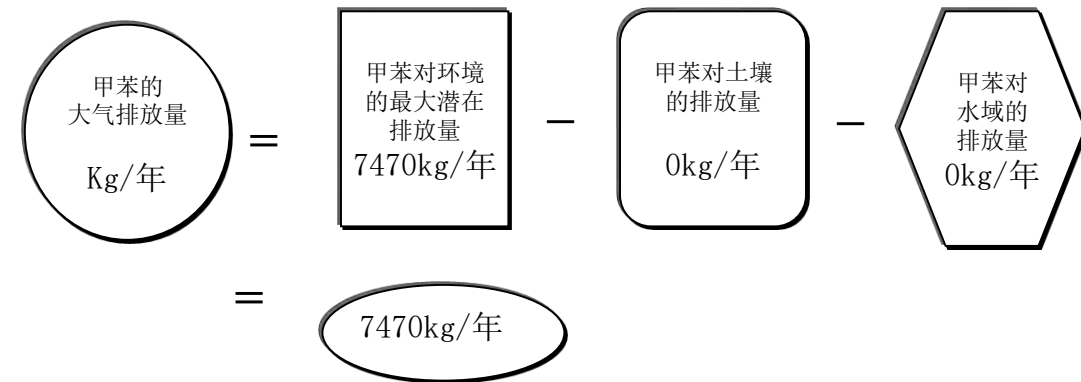 甲苯的
大气排放量
Kg/年
=
甲苯对环境
的最大潜在
排放量
7470kg/年
−
甲苯对土壤
的排放量
0kg/年
−
甲苯对
水域的
排放量
0kg/年
=
7470kg/年